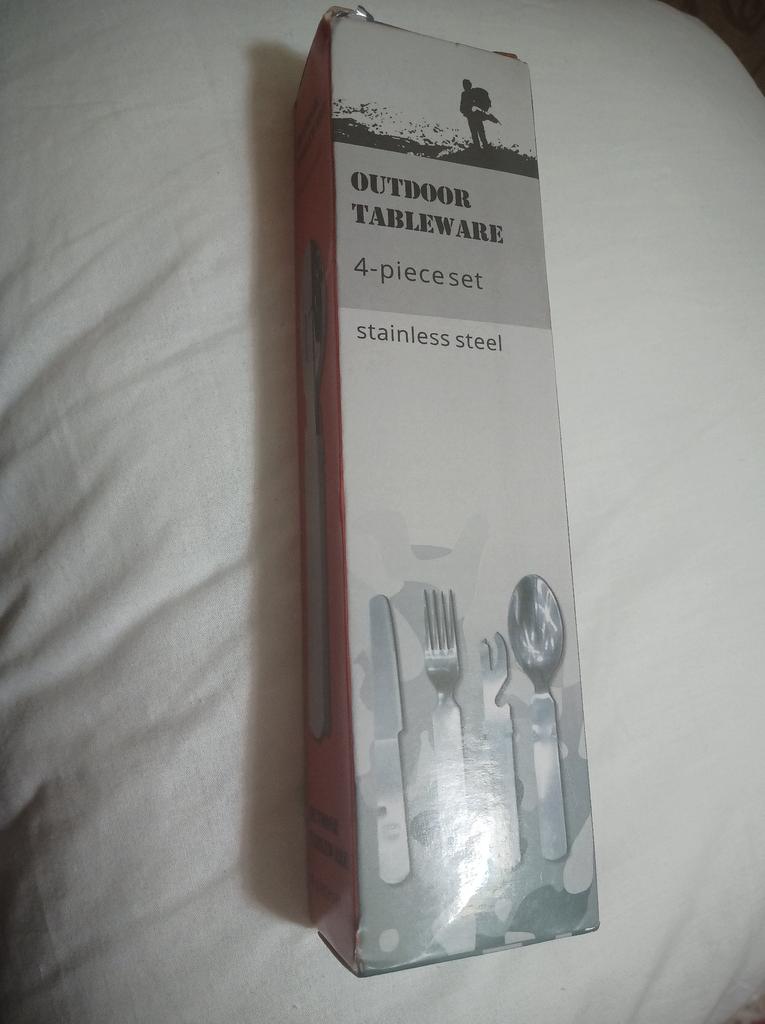 OUTDOOR
TABLEWARE
4-piece set
stainless steel